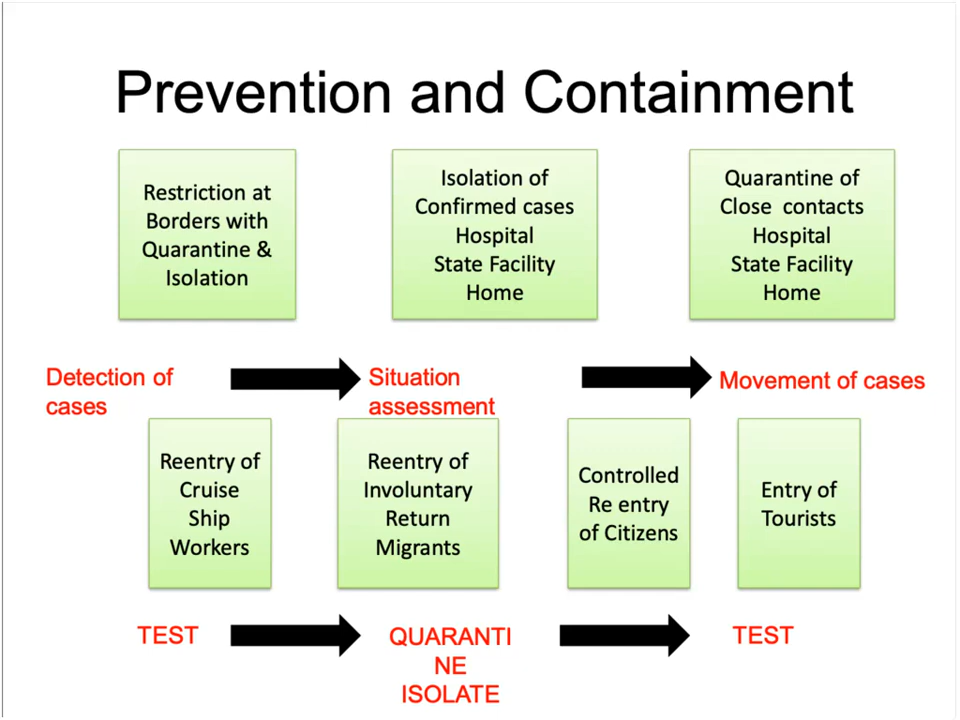 Prevention and Containment
Restriction at
Borders with
Quarantine &
Isolation
Isolation of
Confirmed cases
Hospital
State Facility
Home
Quarantine of
Close contacts
Hospital
State Facility
Home
Detection of
cases
Situation
assessment
Movement of cases
Reentry of
Cruise
Ship
Workers
Reentry of
Involuntary
Return
Migrants
Controlled
Re entry
of Citizens
Entry of
Tourists
TEST
QUARANTI
NE
ISOLATE
TEST